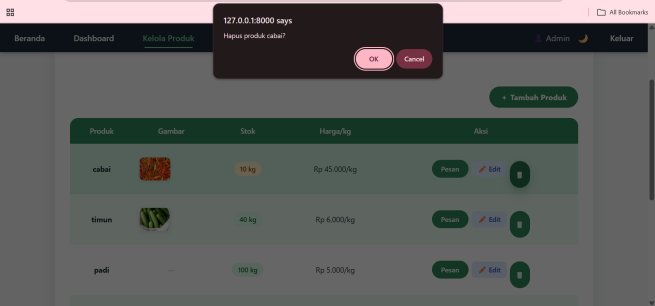 127.0.0.1:8000 says
Hapus produk cabai?
OK Cancel
All Bookmarks
Beranda Dashboard Kelola Produk Admin Keluar
+ Tambah Produk
Produk Gambar Stok Harga/kg Aksi
cabai 10 kg Rp 45.000/kg Pesan Edit
timun 40 kg Rp 6.000/kg Pesan Edit
padi — 100 kg Rp 5.000/kg Pesan Edit